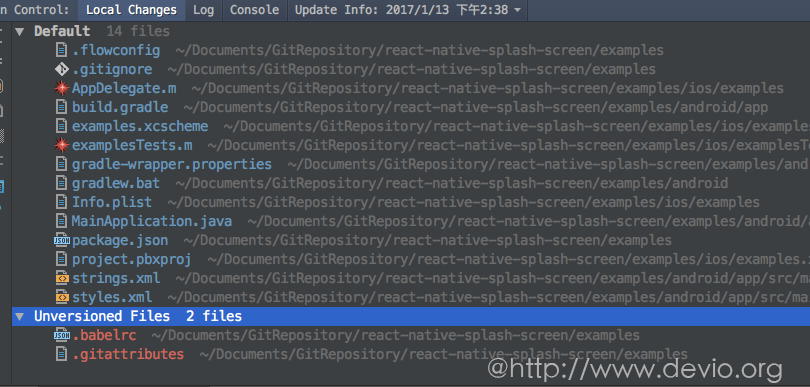 n Control: Local Changes Log Console Update Info: 2017/1/13 下午2:38
Default 14 files
.flowconfig ~/Documents/GitRepository/react-native-splash-screen/examples
.gitignore ~/Documents/GitRepository/react-native-splash-screen/examples
AppDelegate.m ~/Documents/GitRepository/react-native-splash-screen/examples/ios/examples
build.gradle ~/Documents/GitRepository/react-native-splash-screen/examples/android/app
examples.xcscheme ~/Documents/GitRepository/react-native-splash-screen/examples/ios/example
examplesTests.m ~/Documents/GitRepository/react-native-splash-screen/examples/ios/examplesT
gradle-wrapper.properties ~/Documents/GitRepository/react-native-splash-screen/examples/and
gradlew.bat ~/Documents/GitRepository/react-native-splash-screen/examples/android
Info.plist ~/Documents/GitRepository/react-native-splash-screen/examples/ios/examples
MainApplication.java ~/Documents/GitRepository/react-native-splash-screen/examples/android/a
JSON package.json ~/Documents/GitRepository/react-native-splash-screen/examples
project.pbxproj ~/Documents/GitRepository/react-native-splash-screen/examples/ios/examples.
strings.xml ~/Documents/GitRepository/react-native-splash-screen/examples/android/app/src/ma
styles.xml ~/Documents/GitRepository/react-native-splash-screen/examples/android/app/src/mai
Unversioned Files 2 files
JSON .babelrc ~/Documents/GitRepository/react-native-splash-screen/examples
.gitattributes ~/Documents/GitRepository/react-native-splash-screen/examples
@http://www.devio.org